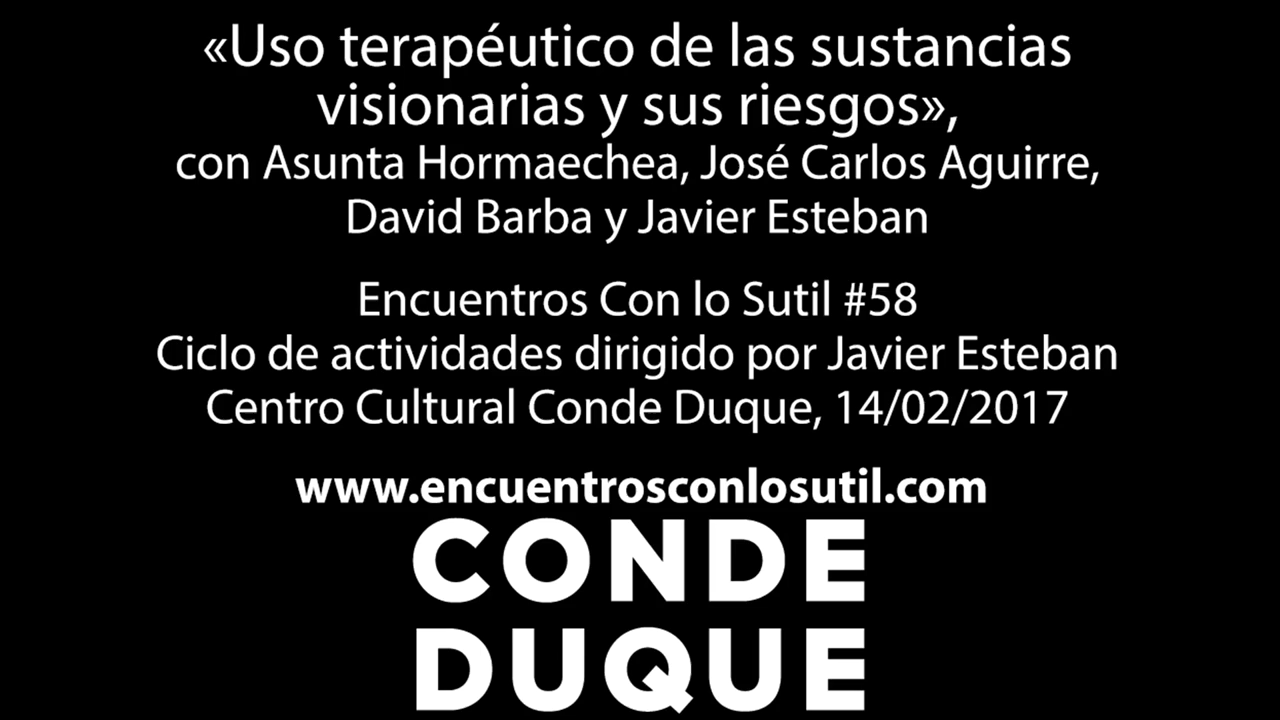 «Uso terapéutico de las sustancias
visionarias y sus riesgos»,
con Asunta Hormaechea, José Carlos Aguirre,
David Barba y Javier Esteban
Encuentros Con lo Sutil #58
Ciclo de actividades dirigido por Javier Esteban
Centro Cultural Conde Duque, 14/02/2017
www.encuentrosconlosutil.com
CONDE
DUQUE